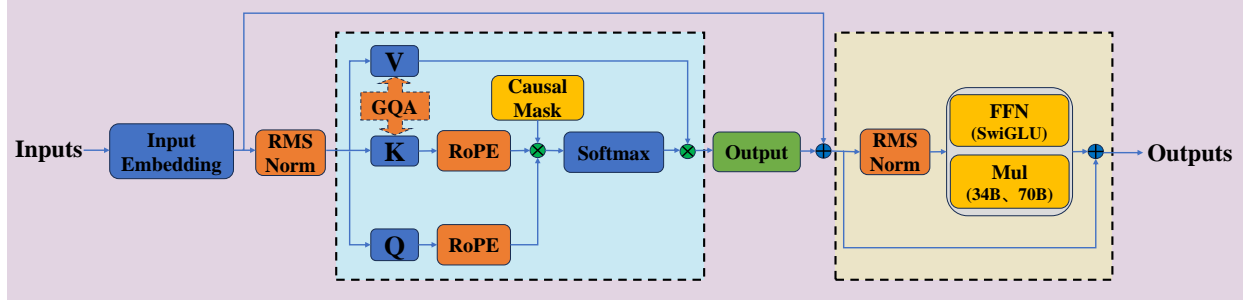 Inputs
Input
Embedding
RMS
Norm
V
GQA
K
Q
RoPE
RoPE
Causal
Mask
Softmax
Output
RMS
Norm
FFN
(SwiGLU)
Mul
(34B、70B)
Outputs